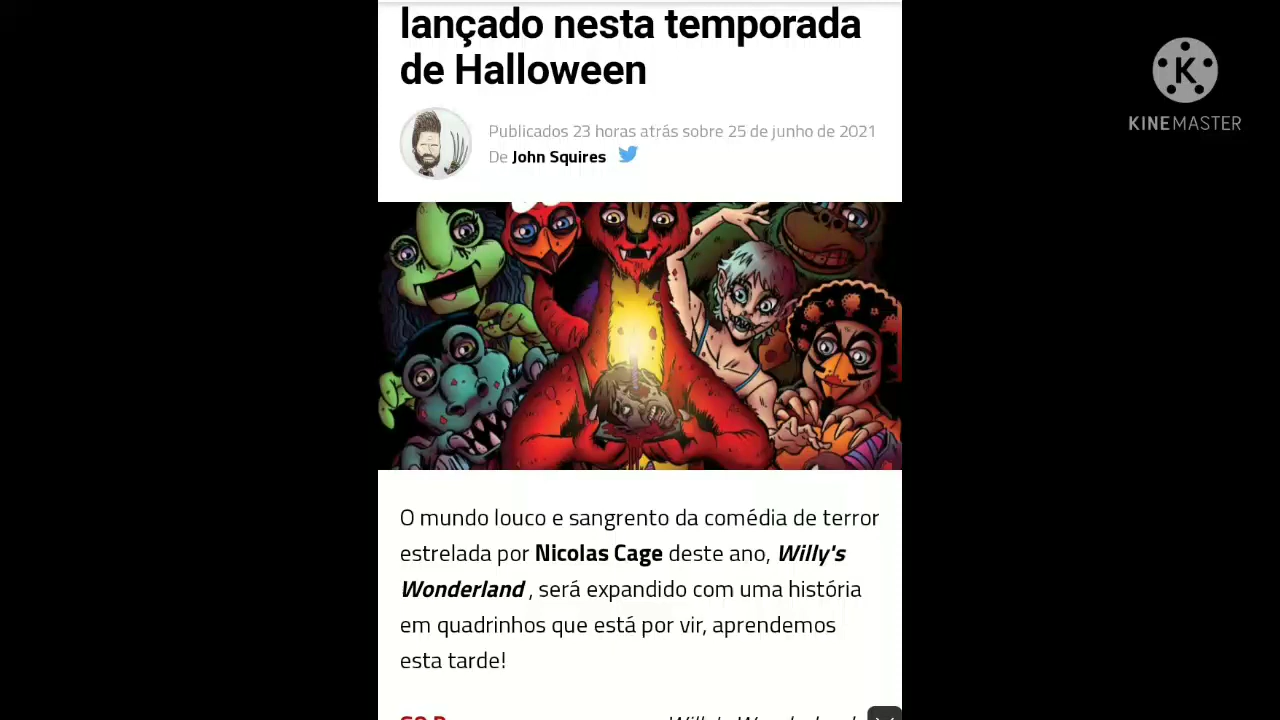 lançado nesta temporada
de Halloween
Publicados 23 horas atrás sobre 25 de junho de 2021
De John Squires
K
KINEMASTER
O mundo louco e sangrento da comédia de terror
estrelada por Nicolas Cage deste ano, Willy's
Wonderland , será expandido com uma história
em quadrinhos que está por vir, aprendemos
esta tarde!